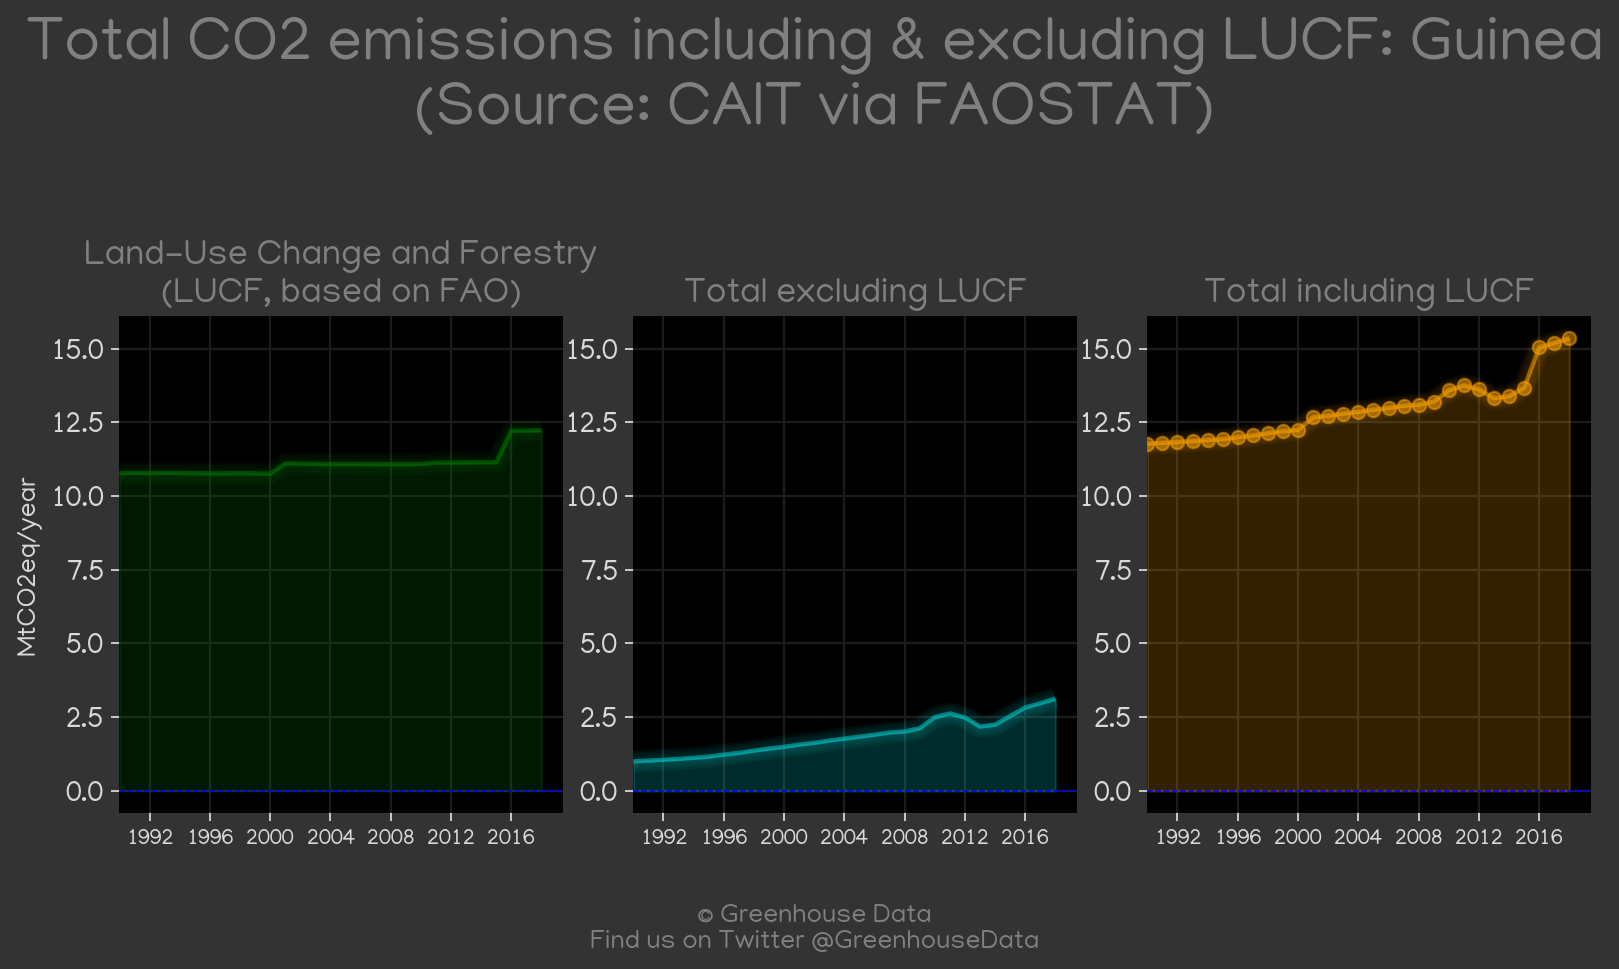 Total CO2 emissions including & excluding LUCF: Guinea
(Source: CAIT via FAOSTAT)
Land-Use Change and Forestry
(LUCF, based on FAO)
MtCO2eq/year
15.0
12.5
10.0
7.5
5.0
2.5
0.0
1992 1996 2000 2004 2008 2012 2016
Total excluding LUCF
15.0
12.5
10.0
7.5
5.0
2.5
0.0
1992 1996 2000 2004 2008 2012 2016
Total including LUCF
15.0
12.5
10.0
7.5
5.0
2.5
0.0
1992 1996 2000 2004 2008 2012 2016
© Greenhouse Data
Find us on Twitter @GreenhouseData